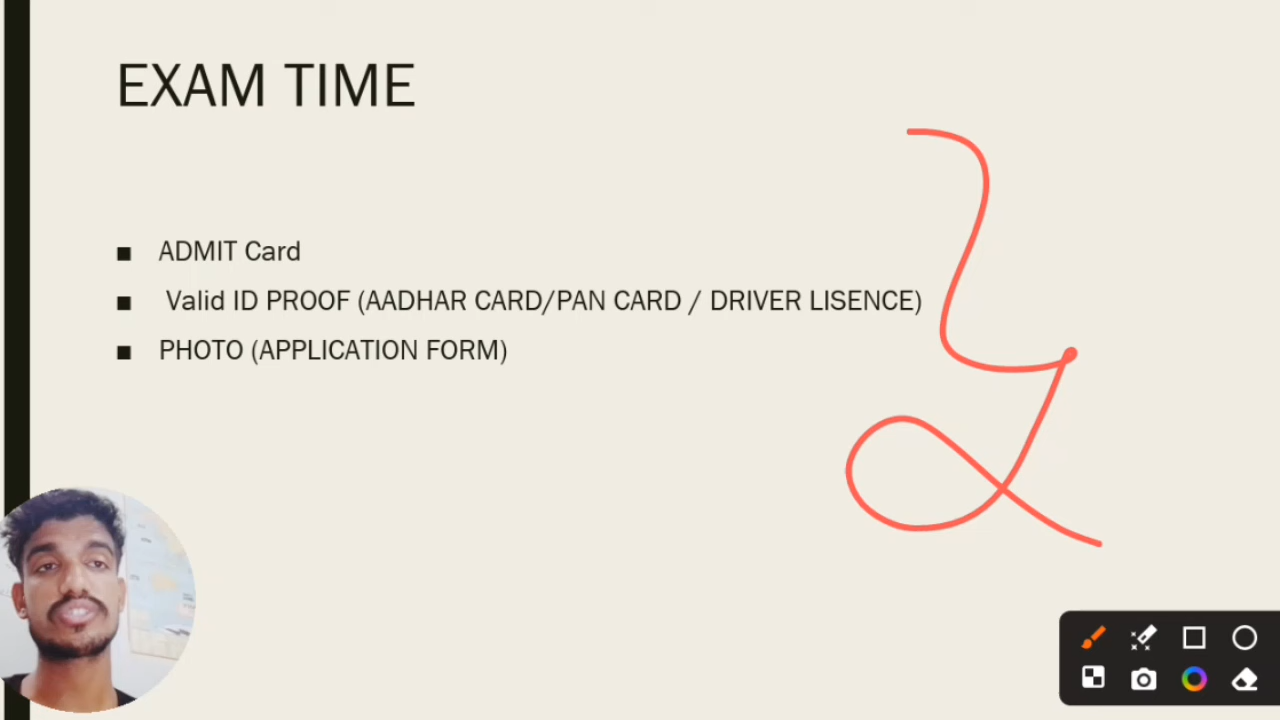 EXAM TIME
■ ADMIT Card
■ Valid ID PROOF (AADHAR CARD/PAN CARD / DRIVER LISENCE)
■ PHOTO (APPLICATION FORM)